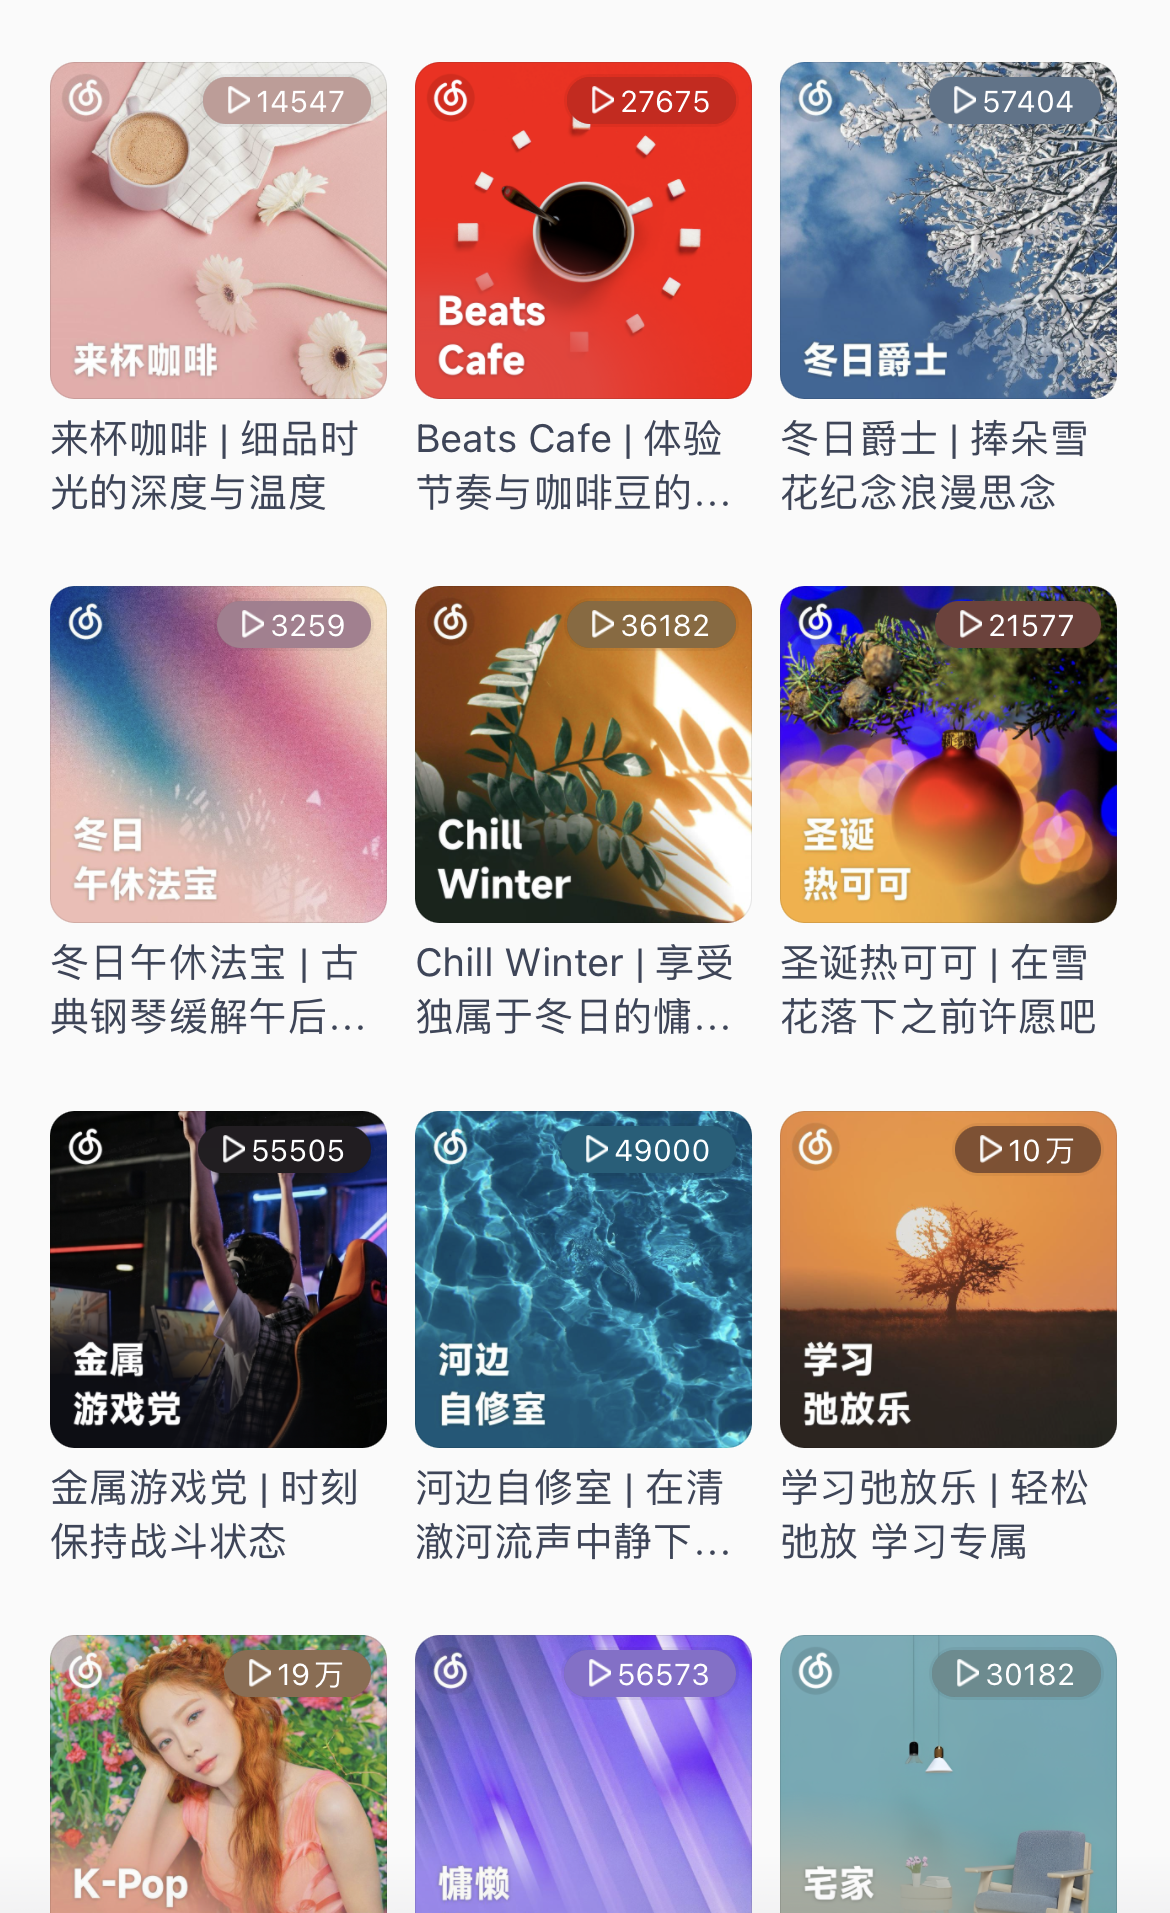 14547
来杯咖啡
27675
Beats
Cafe
57404
冬日爵士
来杯咖啡 | 细品时
光的深度与温度
Beats Cafe | 体验
节奏与咖啡豆的...
冬日爵士 | 捧朵雪
花纪念浪漫思念
3259
冬日
午休法宝
36182
Chill
Winter
21577
圣诞
热可可
冬日午休法宝 | 古
典钢琴缓解午后...
Chill Winter | 享受
独属于冬日的慵...
圣诞热可可 | 在雪
花落下之前许愿吧
55505
金属
游戏党
49000
河边
自修室
10万
学习
弛放乐
金属游戏党 | 时刻
保持战斗状态
河边自修室 | 在清
澈河流声中静下...
学习弛放乐 | 轻松
弛放 学习专属
19万
K-Pop
56573
慵懒
30182
宅家